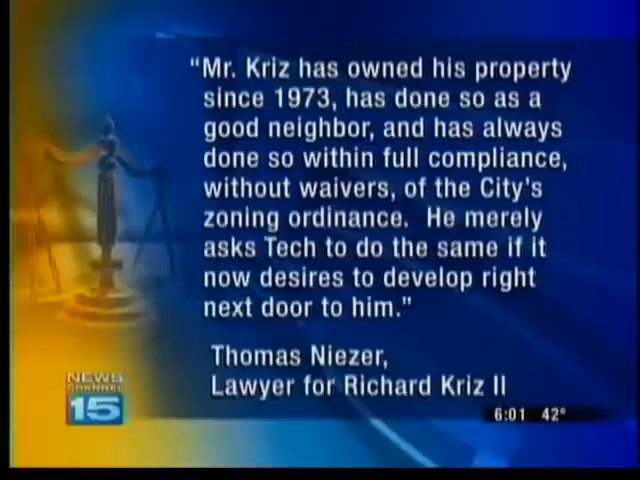 “Mr. Kriz has owned his property
since 1973, has done so as a
good neighbor, and has always
done so within full compliance,
without waivers, of the City's
zoning ordinance.  He merely
asks Tech to do the same if it
now desires to develop right
next door to him.”
Thomas Niezer,
Lawyer for Richard Kriz II
NEWS
CHANNEL
15
6:01 42°